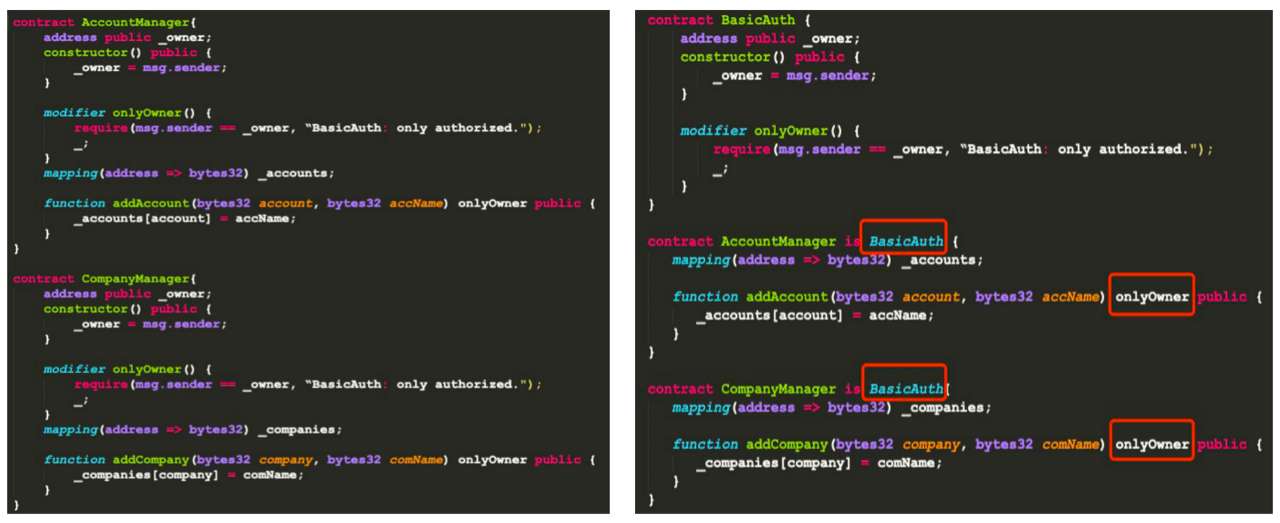 contract AccountManager{
address public _owner;
constructor() public {
_owner = msg.sender;
}
modifier onlyOwner() {
require(msg.sender == _owner, “BasicAuth: only authorized.");
_;
}
mapping(address => bytes32) _accounts;
function addAccount(bytes32 account, bytes32 accName) onlyOwner public {
_accounts[account] = accName;
}
}
contract CompanyManager{
address public _owner;
constructor() public {
_owner = msg.sender;
}
modifier onlyOwner() {
require(msg.sender == _owner, “BasicAuth: only authorized.");
_;
}
mapping(address => bytes32) _companies;
function addCompany(bytes32 company, bytes32 comName) onlyOwner public {
_companies[company] = comName;
}
}
contract BasicAuth {
address public _owner;
constructor() public {
_owner = msg.sender;
}
modifier onlyOwner() {
require(msg.sender == _owner, “BasicAuth: only authorized.");
_;
}
}
contract AccountManager is BasicAuth {
mapping(address => bytes32) _accounts;
function addAccount(bytes32 account, bytes32 accName) onlyOwner public {
_accounts[account] = accName;
}
}
contract CompanyManager is BasicAuth{
mapping(address => bytes32) _companies;
function addCompany(bytes32 company, bytes32 comName) onlyOwner public {
_companies[company] = comName;
}
}